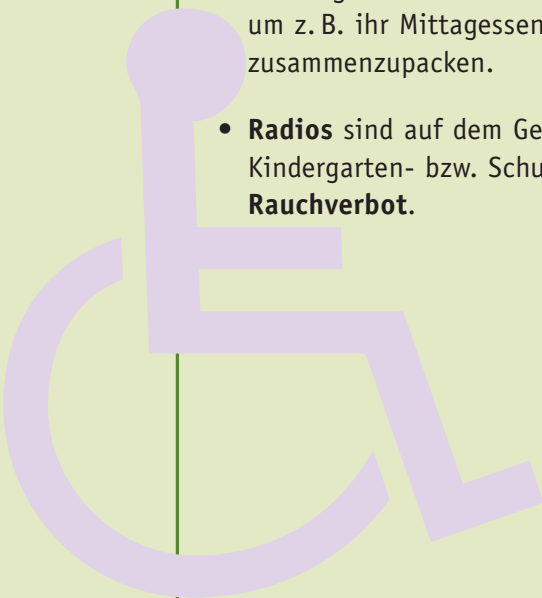 um z. B. ihr Mittagessen
zusammenzupacken.
• Radios sind auf dem Ge
Kindergarten- bzw. Schu
Rauchverbot.